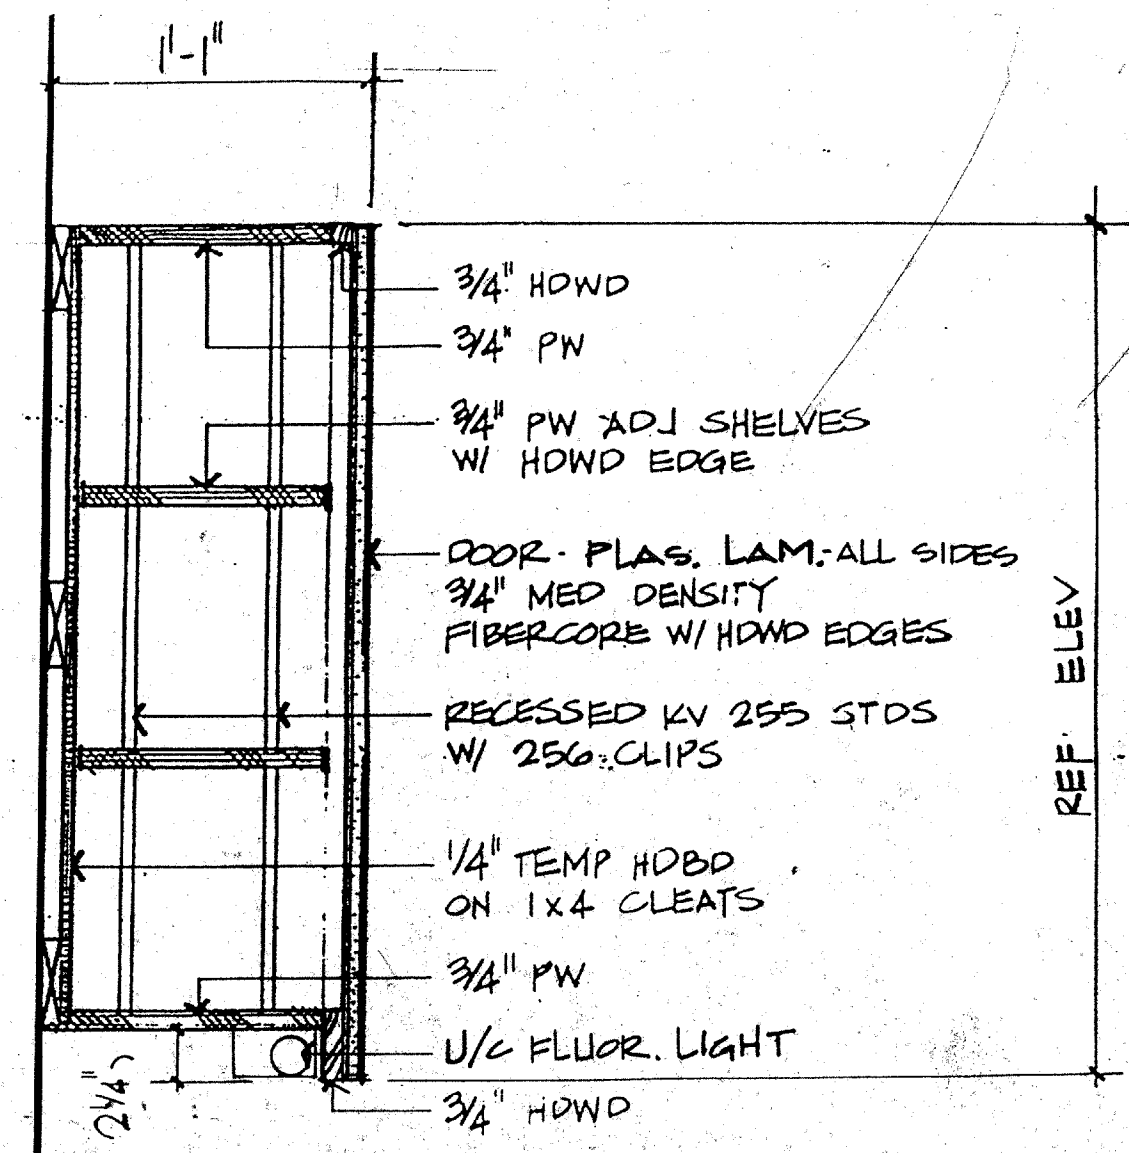 1'-1"
3/4" HDWD
3/4" PW
3/4" PW ADJ SHELVES
W/ HDWD EDGE
DOOR - PLAS. LAM.-ALL SIDES
3/4" MED DENSITY
FIBERCORE W/ HDWD EDGES
RECESSED KV 255 STDS
W/ 256 CLIPS
1/4" TEMP HDBD
ON 1x4 CLEATS
3/4" PW
U/C FLUOR. LIGHT
3/4" HDWD
2 1/4"
REF ELEV